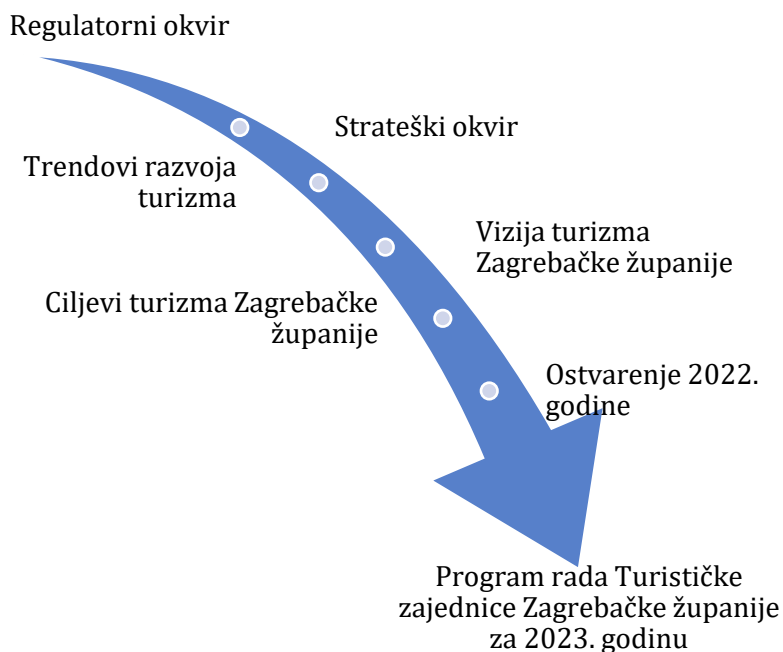 Regulatorni okvir
Strateški okvir
Trendovi razvoja
turizma
Vizija turizma
Zagrebačke županije
Ciljevi turizma Zagrebačke
županije
Ostvarenje 2022.
godine
Program rada Turističke
zajednice Zagrebačke županije
za 2023. godinu